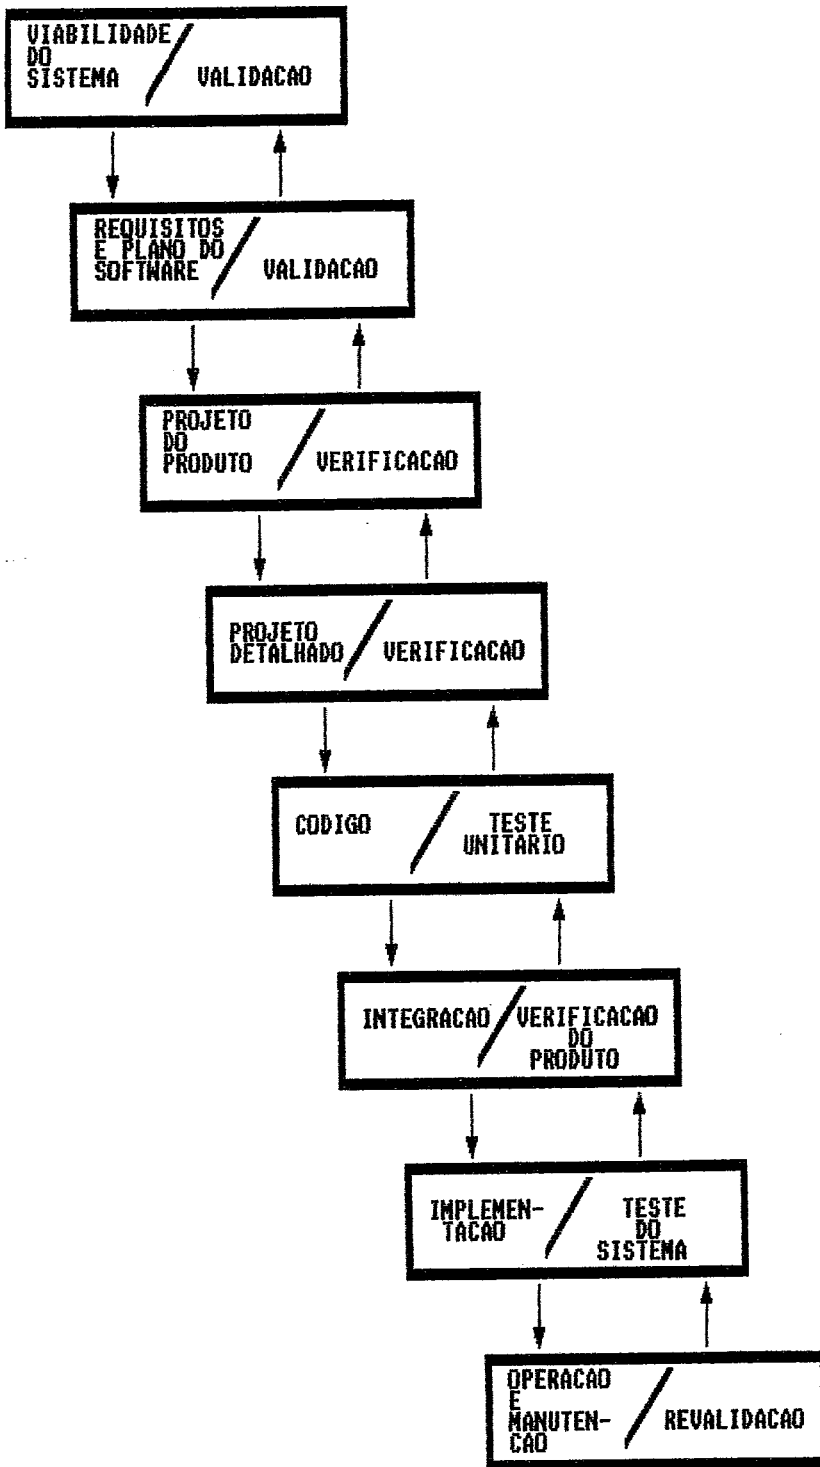 VIABILIDADE
DO
SISTEMA
VALIDACAO
REQUISITOS
E PLANO DO
SOFTWARE
VALIDACAO
PROJETO
DO
PRODUTO
VERIFICACAO
PROJETO
DETALHADO
VERIFICACAO
CODIGO
TESTE
UNITARIO
INTEGRACAO
VERIFICACAO
DO
PRODUTO
IMPLEMEN-
TACAO
TESTE
DO
SISTEMA
OPERACAO
E
MANUTEN-
CAO
REVALIDACAO